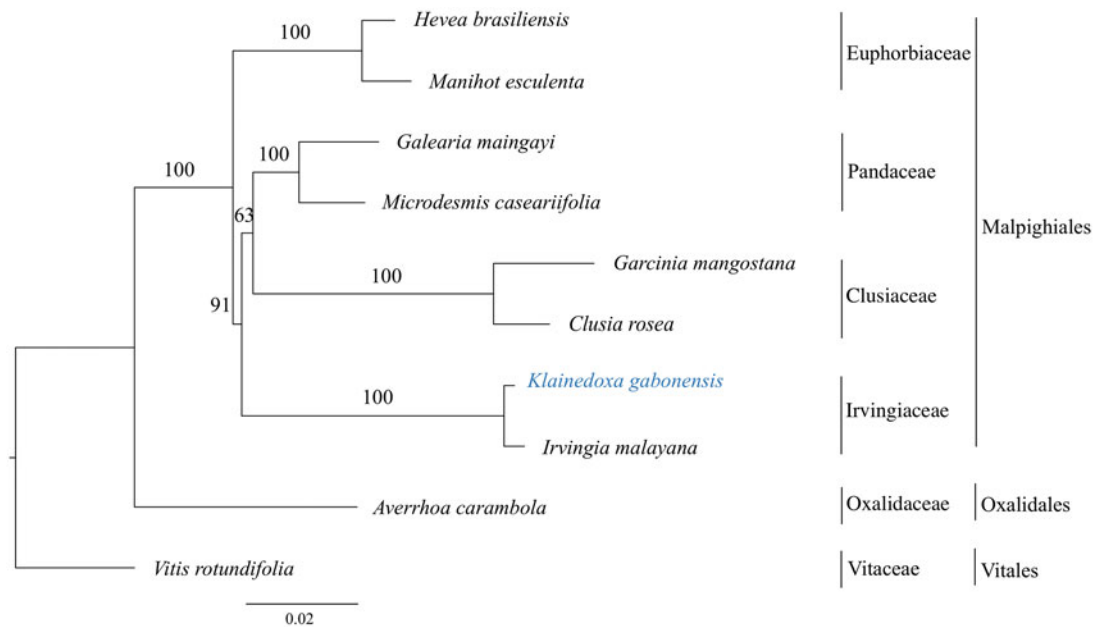 Hevea brasiliensis
100
Euphorbiaceae
Manihot esculenta
Galearia maingayi
100
100
Pandaceae
Microdesmis caseariifolia
63
Malpighiales
Garcinia mangostana
100
91
Clusiaceae
Clusia rosea
Klainedoxa gabonensis
100
Irvingiaceae
Irvingia malayana
Averrhoa carambola
Oxalidaceae
Oxalidales
Vitis rotundifolia
Vitaceae
Vitales
0.02